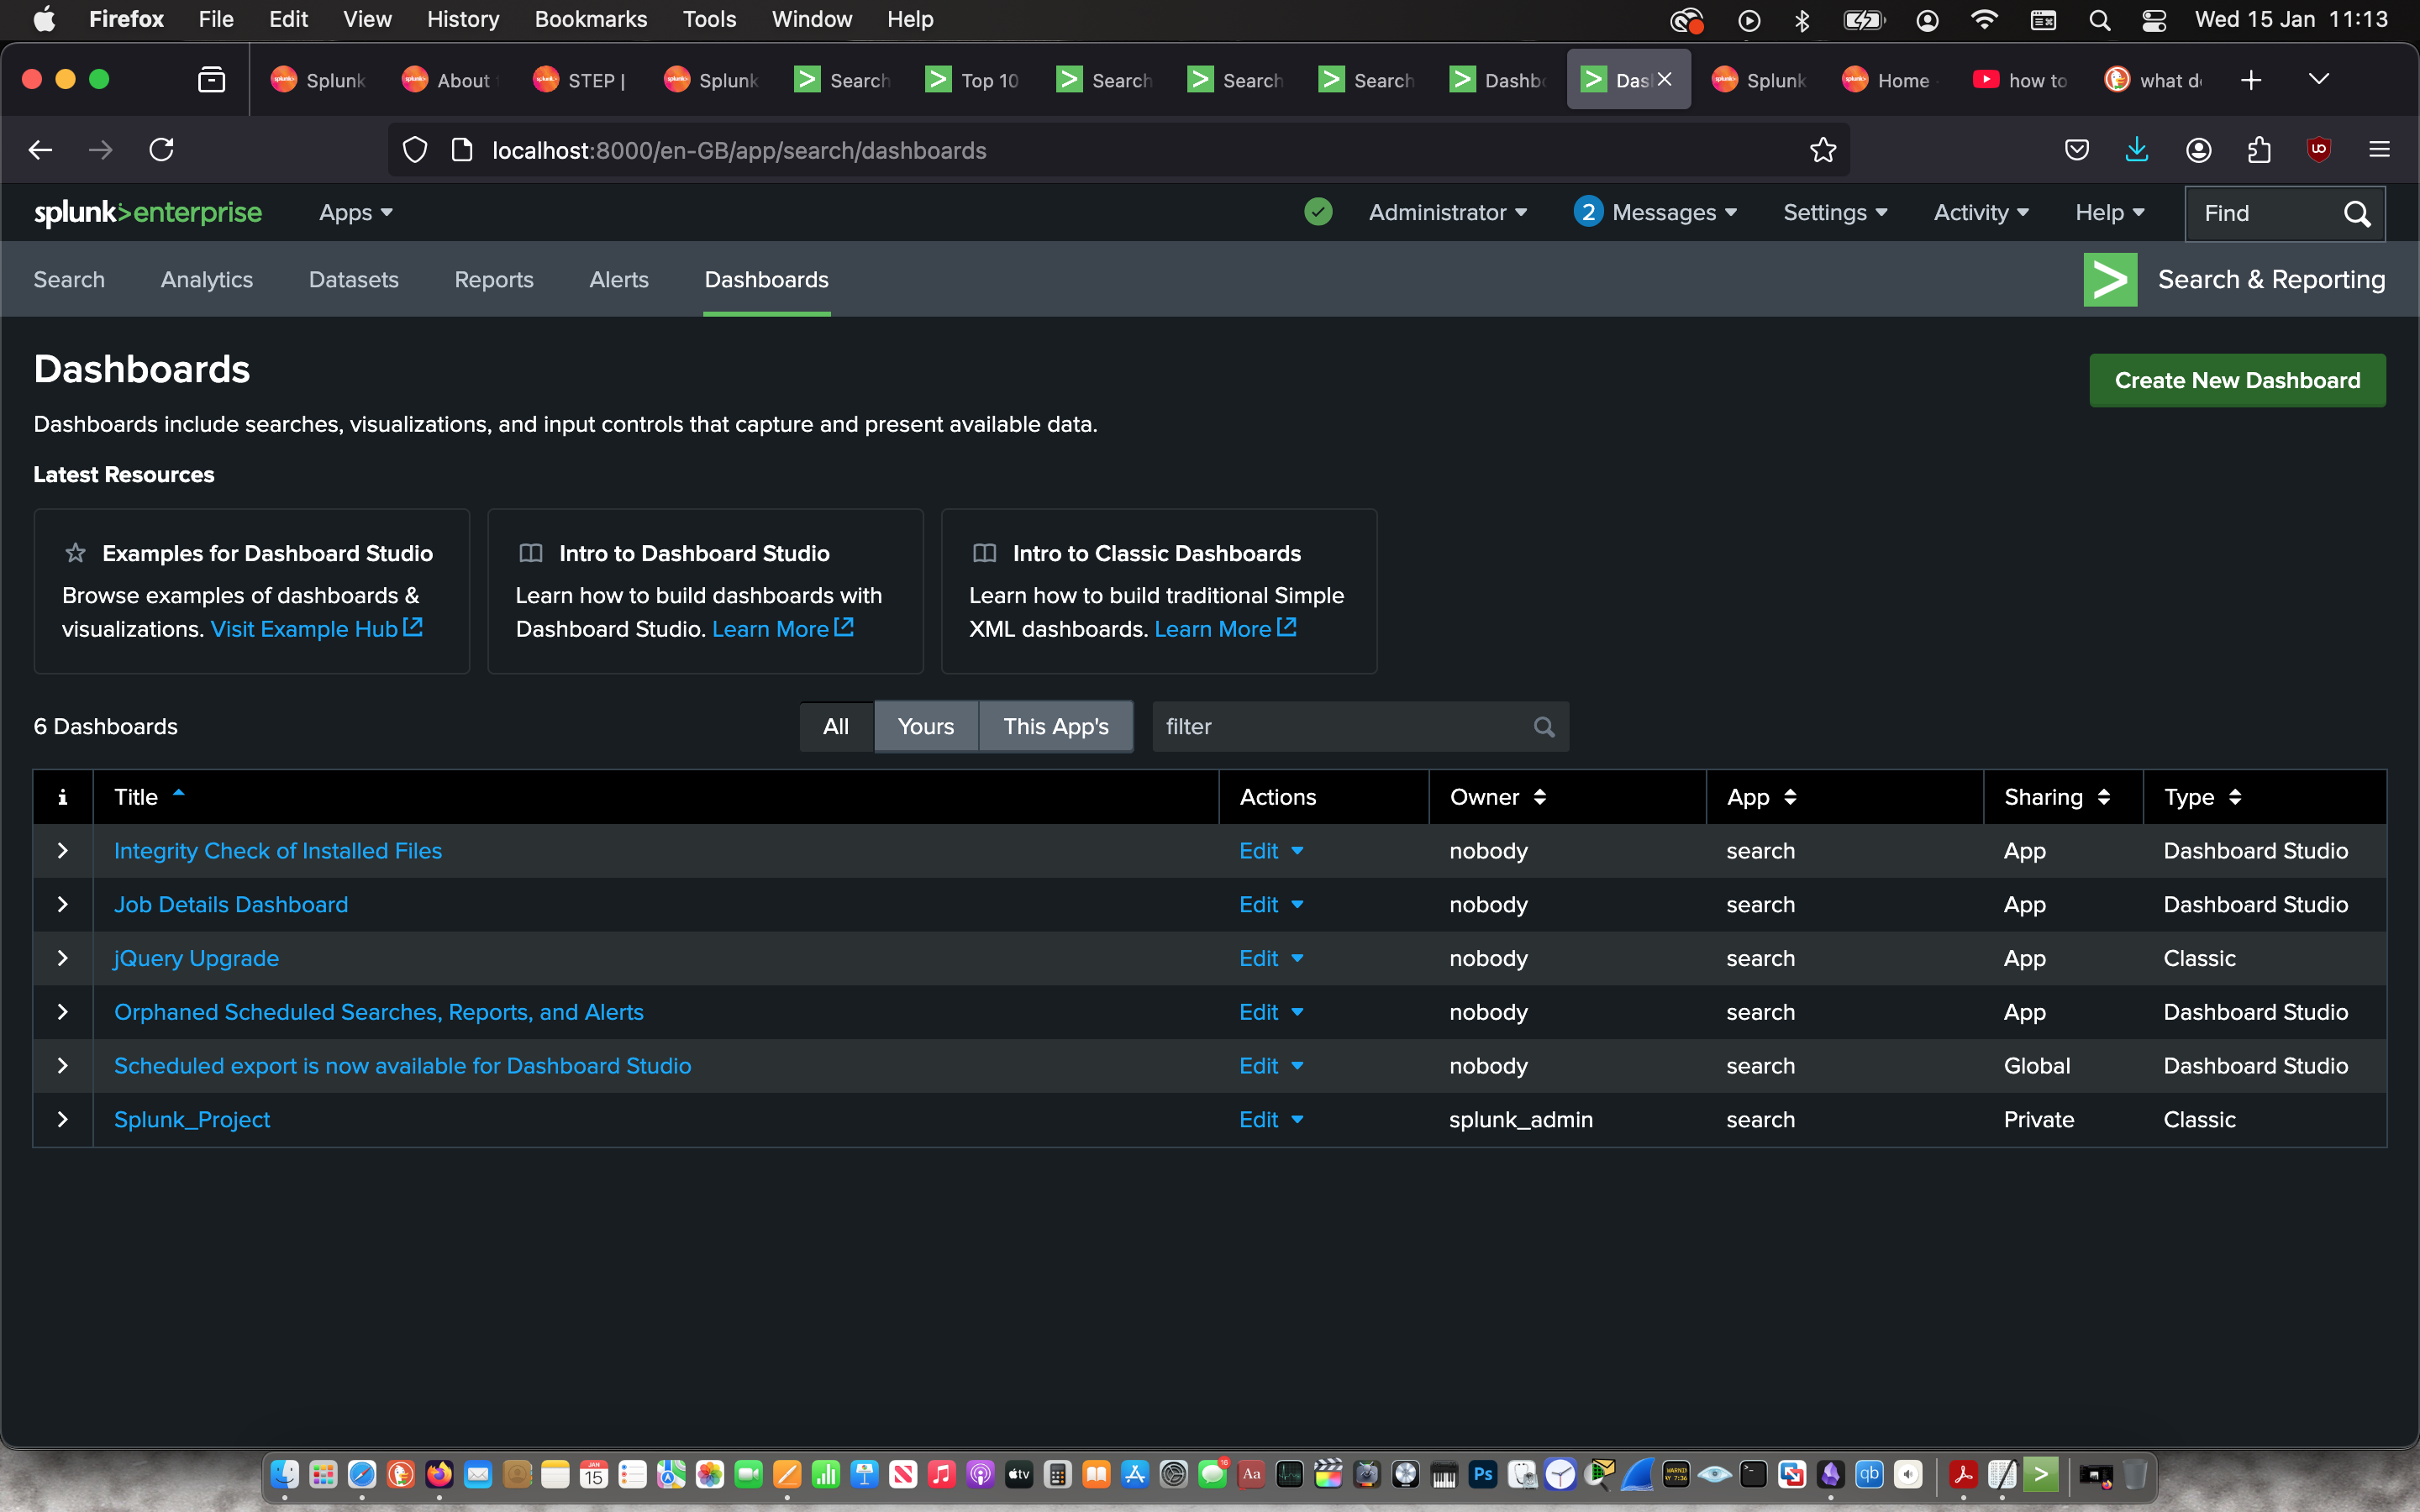 Firefox File Edit View History Bookmarks Tools Window Help Wed 15 Jan 11:13
Splunk About STEP | Splunk Search Top 10 Search Search Search Dashb Das Splunk Home how to what d
localhost:8000/en-GB/app/search/dashboards
splunk>enterprise Apps Administrator 2 Messages Settings Activity Help Find
Search Analytics Datasets Reports Alerts Dashboards Search & Reporting
Dashboards
Create New Dashboard
Dashboards include searches, visualizations, and input controls that capture and present available data.
Latest Resources
Examples for Dashboard Studio
Browse examples of dashboards &
visualizations. Visit Example Hub
Intro to Dashboard Studio
Learn how to build dashboards with
Dashboard Studio. Learn More
Intro to Classic Dashboards
Learn how to build traditional Simple
XML dashboards. Learn More
6 Dashboards All Yours This App's filter
i Title Actions Owner App Sharing Type
Integrity Check of Installed Files Edit nobody search App Dashboard Studio
Job Details Dashboard Edit nobody search App Dashboard Studio
jQuery Upgrade Edit nobody search App Classic
Orphaned Scheduled Searches, Reports, and Alerts Edit nobody search App Dashboard Studio
Scheduled export is now available for Dashboard Studio Edit nobody search Global Dashboard Studio
Splunk_Project Edit splunk_admin search Private Classic
JAN 15 tv 16 Aa Ps qb